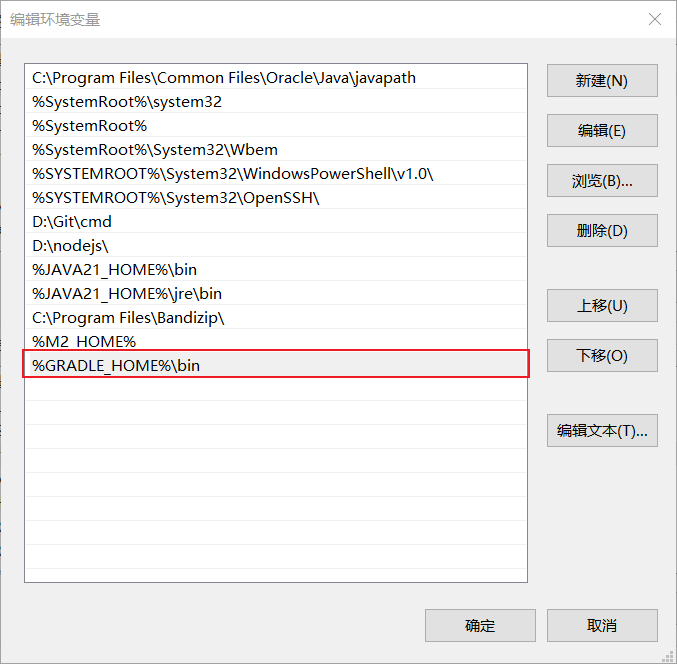 编辑环境变量
C:\Program Files\Common Files\Oracle\Java\javapath
%SystemRoot%\system32
%SystemRoot%
%SystemRoot%\System32\Wbem
%SYSTEMROOT%\System32\WindowsPowerShell\v1.0\
%SYSTEMROOT%\System32\OpenSSH\
D:\Git\cmd
D:\nodejs\
%JAVA21_HOME%\bin
%JAVA21_HOME%\jre\bin
C:\Program Files\Bandizip\
%M2_HOME%
%GRADLE_HOME%\bin
新建(N)
编辑(E)
浏览(B)...
删除(D)
上移(U)
下移(O)
编辑文本(T)...
确定
取消